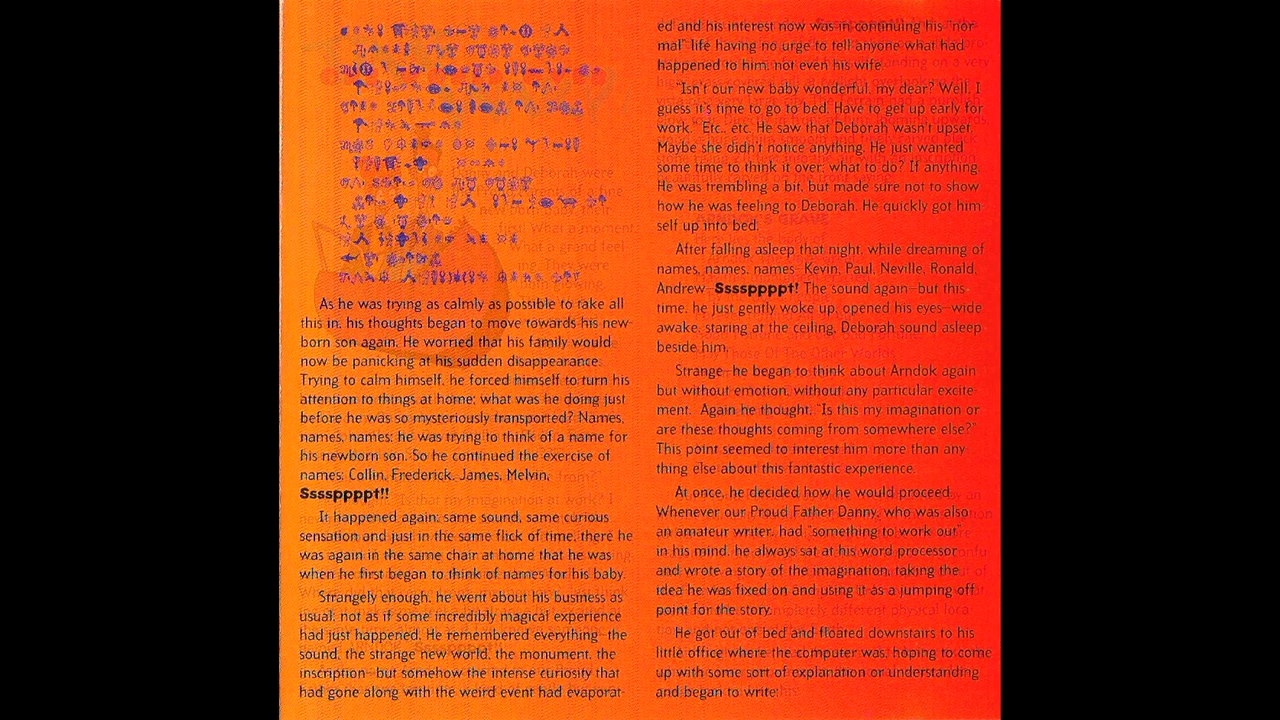 As he was trying as calmly as possible to take all
this in, his thoughts began to move towards his new-
born son again. He worried that his family would
now be panicking at his sudden disappearance.
Trying to calm himself, he forced himself to turn his
attention to things at home; what was he doing just
before he was so mysteriously transported? Names,
names, names; he was trying to think of a name for
his newborn son. So he continued the exercise of
names; Collin, Frederick, James, Melvin,
Ssssppppt!!
It happened again; same sound, same curious
sensation and just in the same flick of time, there he
was again in the same chair at home that he was
when he first began to think of names for his baby.
Strangely enough, he went about his business as
usual; not as if some incredibly magical experience
had just happened. He remembered everything–the
sound, the strange new world, the monument, the
inscription–but somehow the intense curiosity that
had gone along with the weird event had evaporat-
ed and his interest now was in continuing his "nor
mal" life having no urge to tell anyone what had
happened to him, not even his wife.
"Isn't our new baby wonderful, my dear? Well, I
guess it's time to go to bed. Have to get up early for
work." Etc., etc. He saw that Deborah wasn't upset.
Maybe she didn't notice anything. He just wanted
some time to think it over; what to do? If anything.
He was trembling a bit, but made sure not to show
how he was feeling to Deborah. He quickly got him-
self up into bed.
After falling asleep that night, while dreaming of
names, names, names–Kevin, Paul, Neville, Ronald,
Andrew–Ssssppppt! The sound again–but this
time, he just gently woke up, opened his eyes–wide
awake, staring at the ceiling, Deborah sound asleep
beside him.
Strange–he began to think about Arndok again
but without emotion, without any particular excite-
ment. Again he thought, "Is this my imagination or
are these thoughts coming from somewhere else?"
This point seemed to interest him more than any-
thing else about this fantastic experience.
At once, he decided how he would proceed.
Whenever our Proud Father Danny, who was also
an amateur writer, had "something to work out"
in his mind, he always sat at his word processor
and wrote a story of the imagination, taking the
idea he was fixed on and using it as a jumping off
point for the story.
He got out of bed and floated downstairs to his
little office where the computer was, hoping to come
up with some sort of explanation or understanding
and began to write: